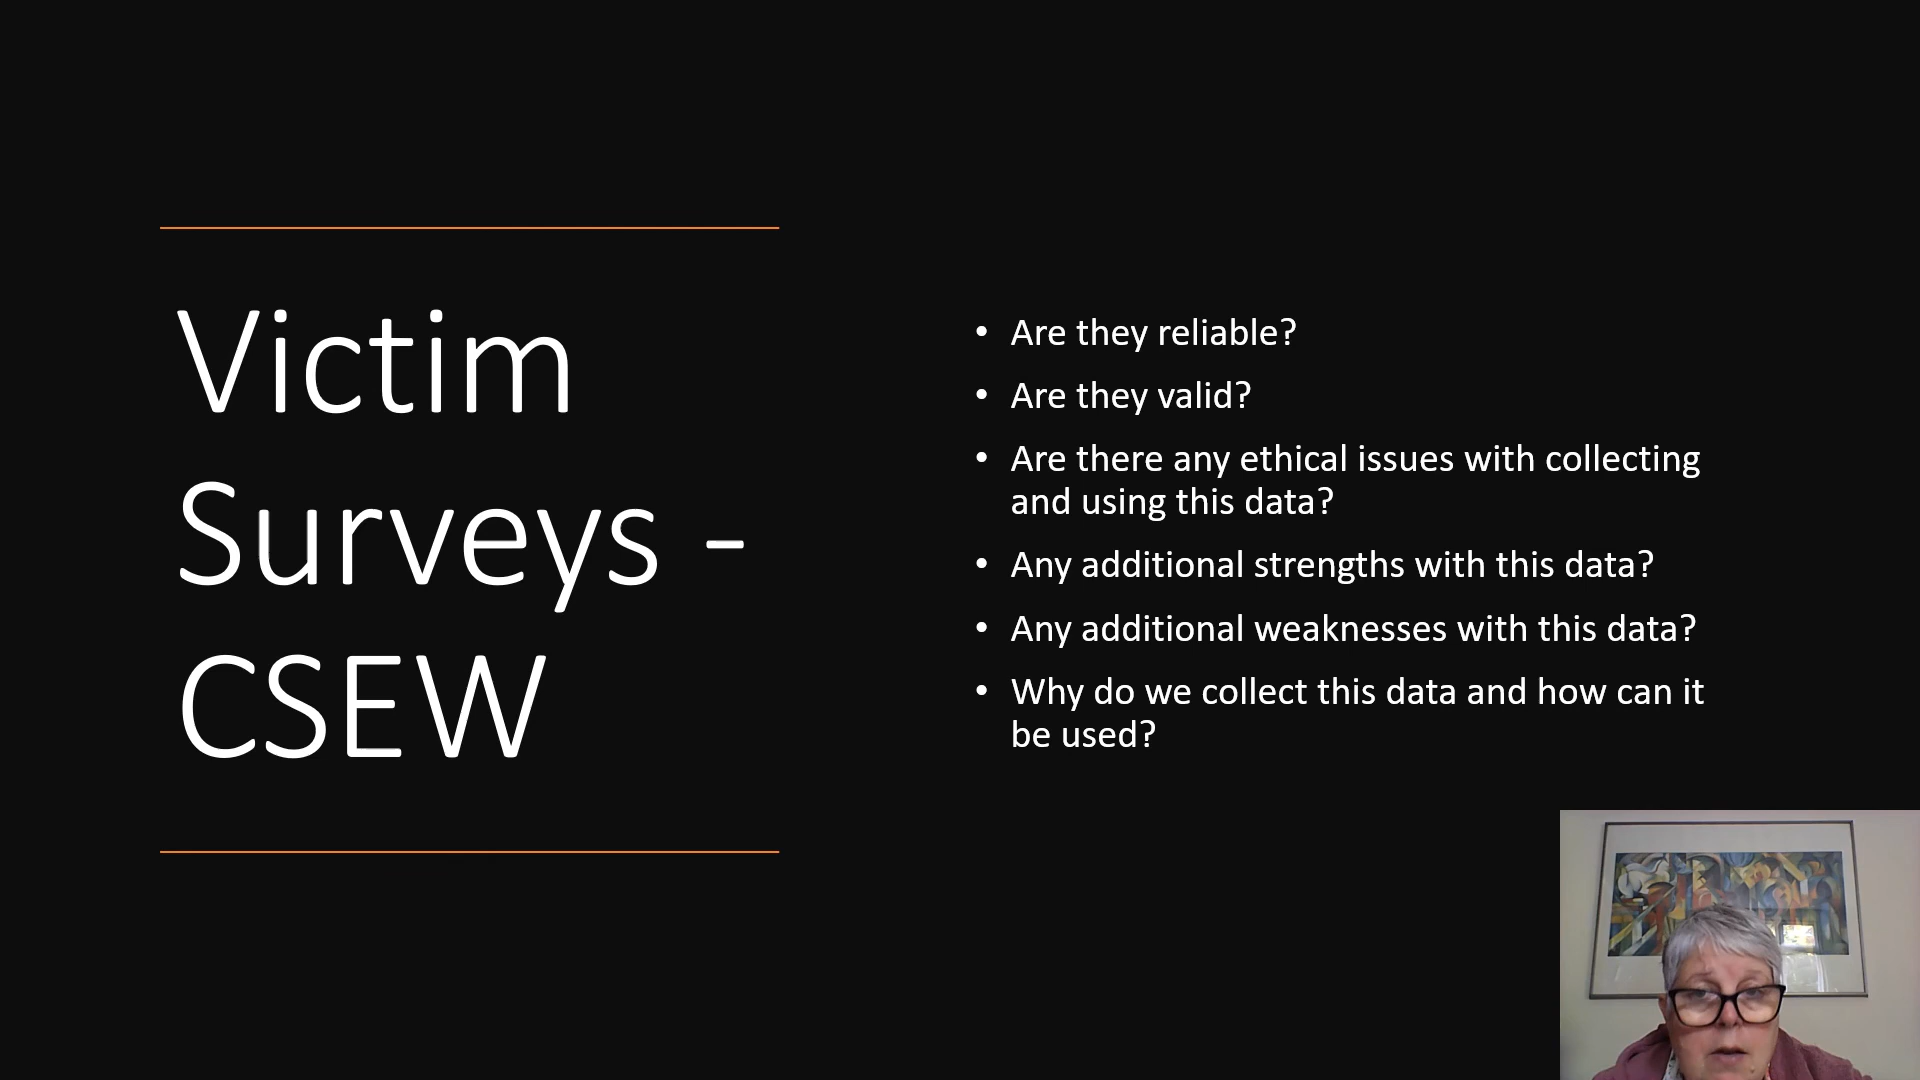 Victim
Surveys -
CSEW
• Are they reliable?
• Are they valid?
• Are there any ethical issues with collecting
and using this data?
• Any additional strengths with this data?
• Any additional weaknesses with this data?
• Why do we collect this data and how can it
be used?